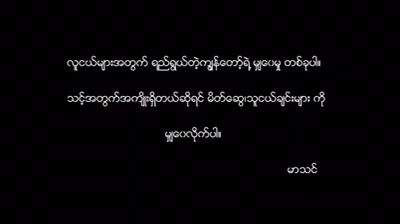 လူငယ်များအတွက် ရည်ရွယ်တဲ့ကျွန်တော့်ရဲ့ မျှဝေမှု တစ်ခုပါ။
သင့်အတွက်အကျိုးရှိတယ်ဆိုရင် မိတ်ဆွေ၊သူငယ်ချင်းများ ကို
မျှဝေလိုက်ပါ။
မာသင်